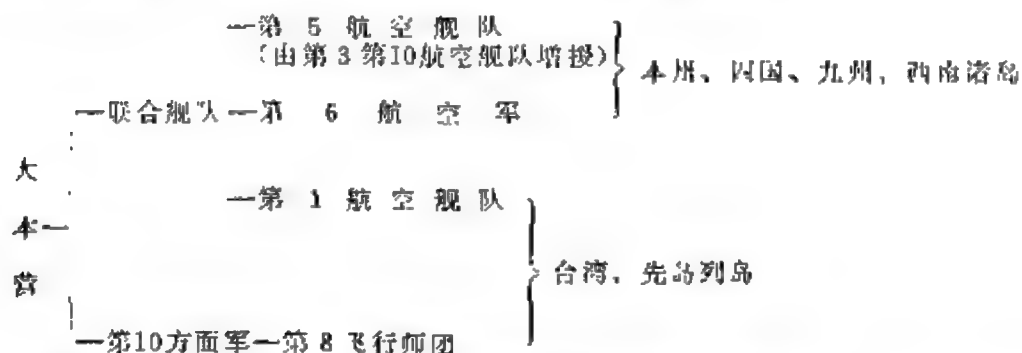 第5航空舰队
(由第3第10航空舰队增援)
本州、四国、九州，西南诸岛
联合舰队
第6航空军
大本营
第1航空舰队
台湾、先岛列岛
第10方面军
第8飞行师团